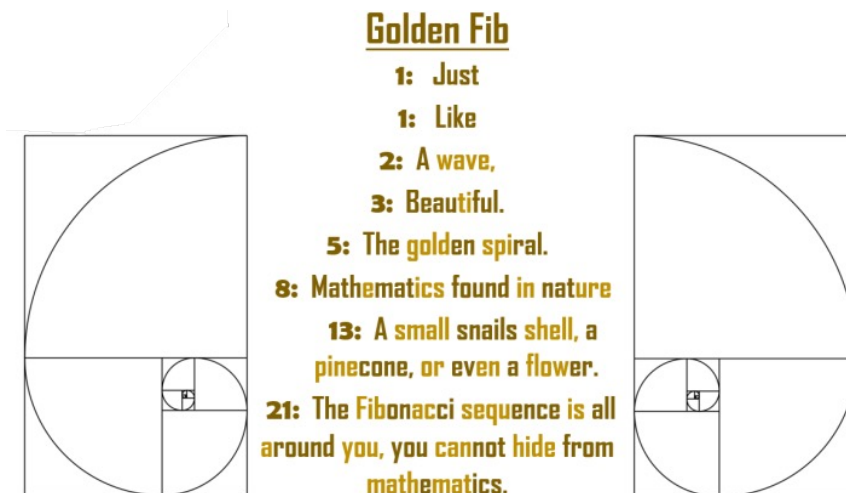 Golden Fib
1: Just
1: Like
2: A wave,
3: Beautiful.
5: The golden spiral.
8: Mathematics found in nature
13: A small snails shell, a
pinecone, or even a flower.
21: The Fibonacci sequence is all
around you, you cannot hide from
mathematics.